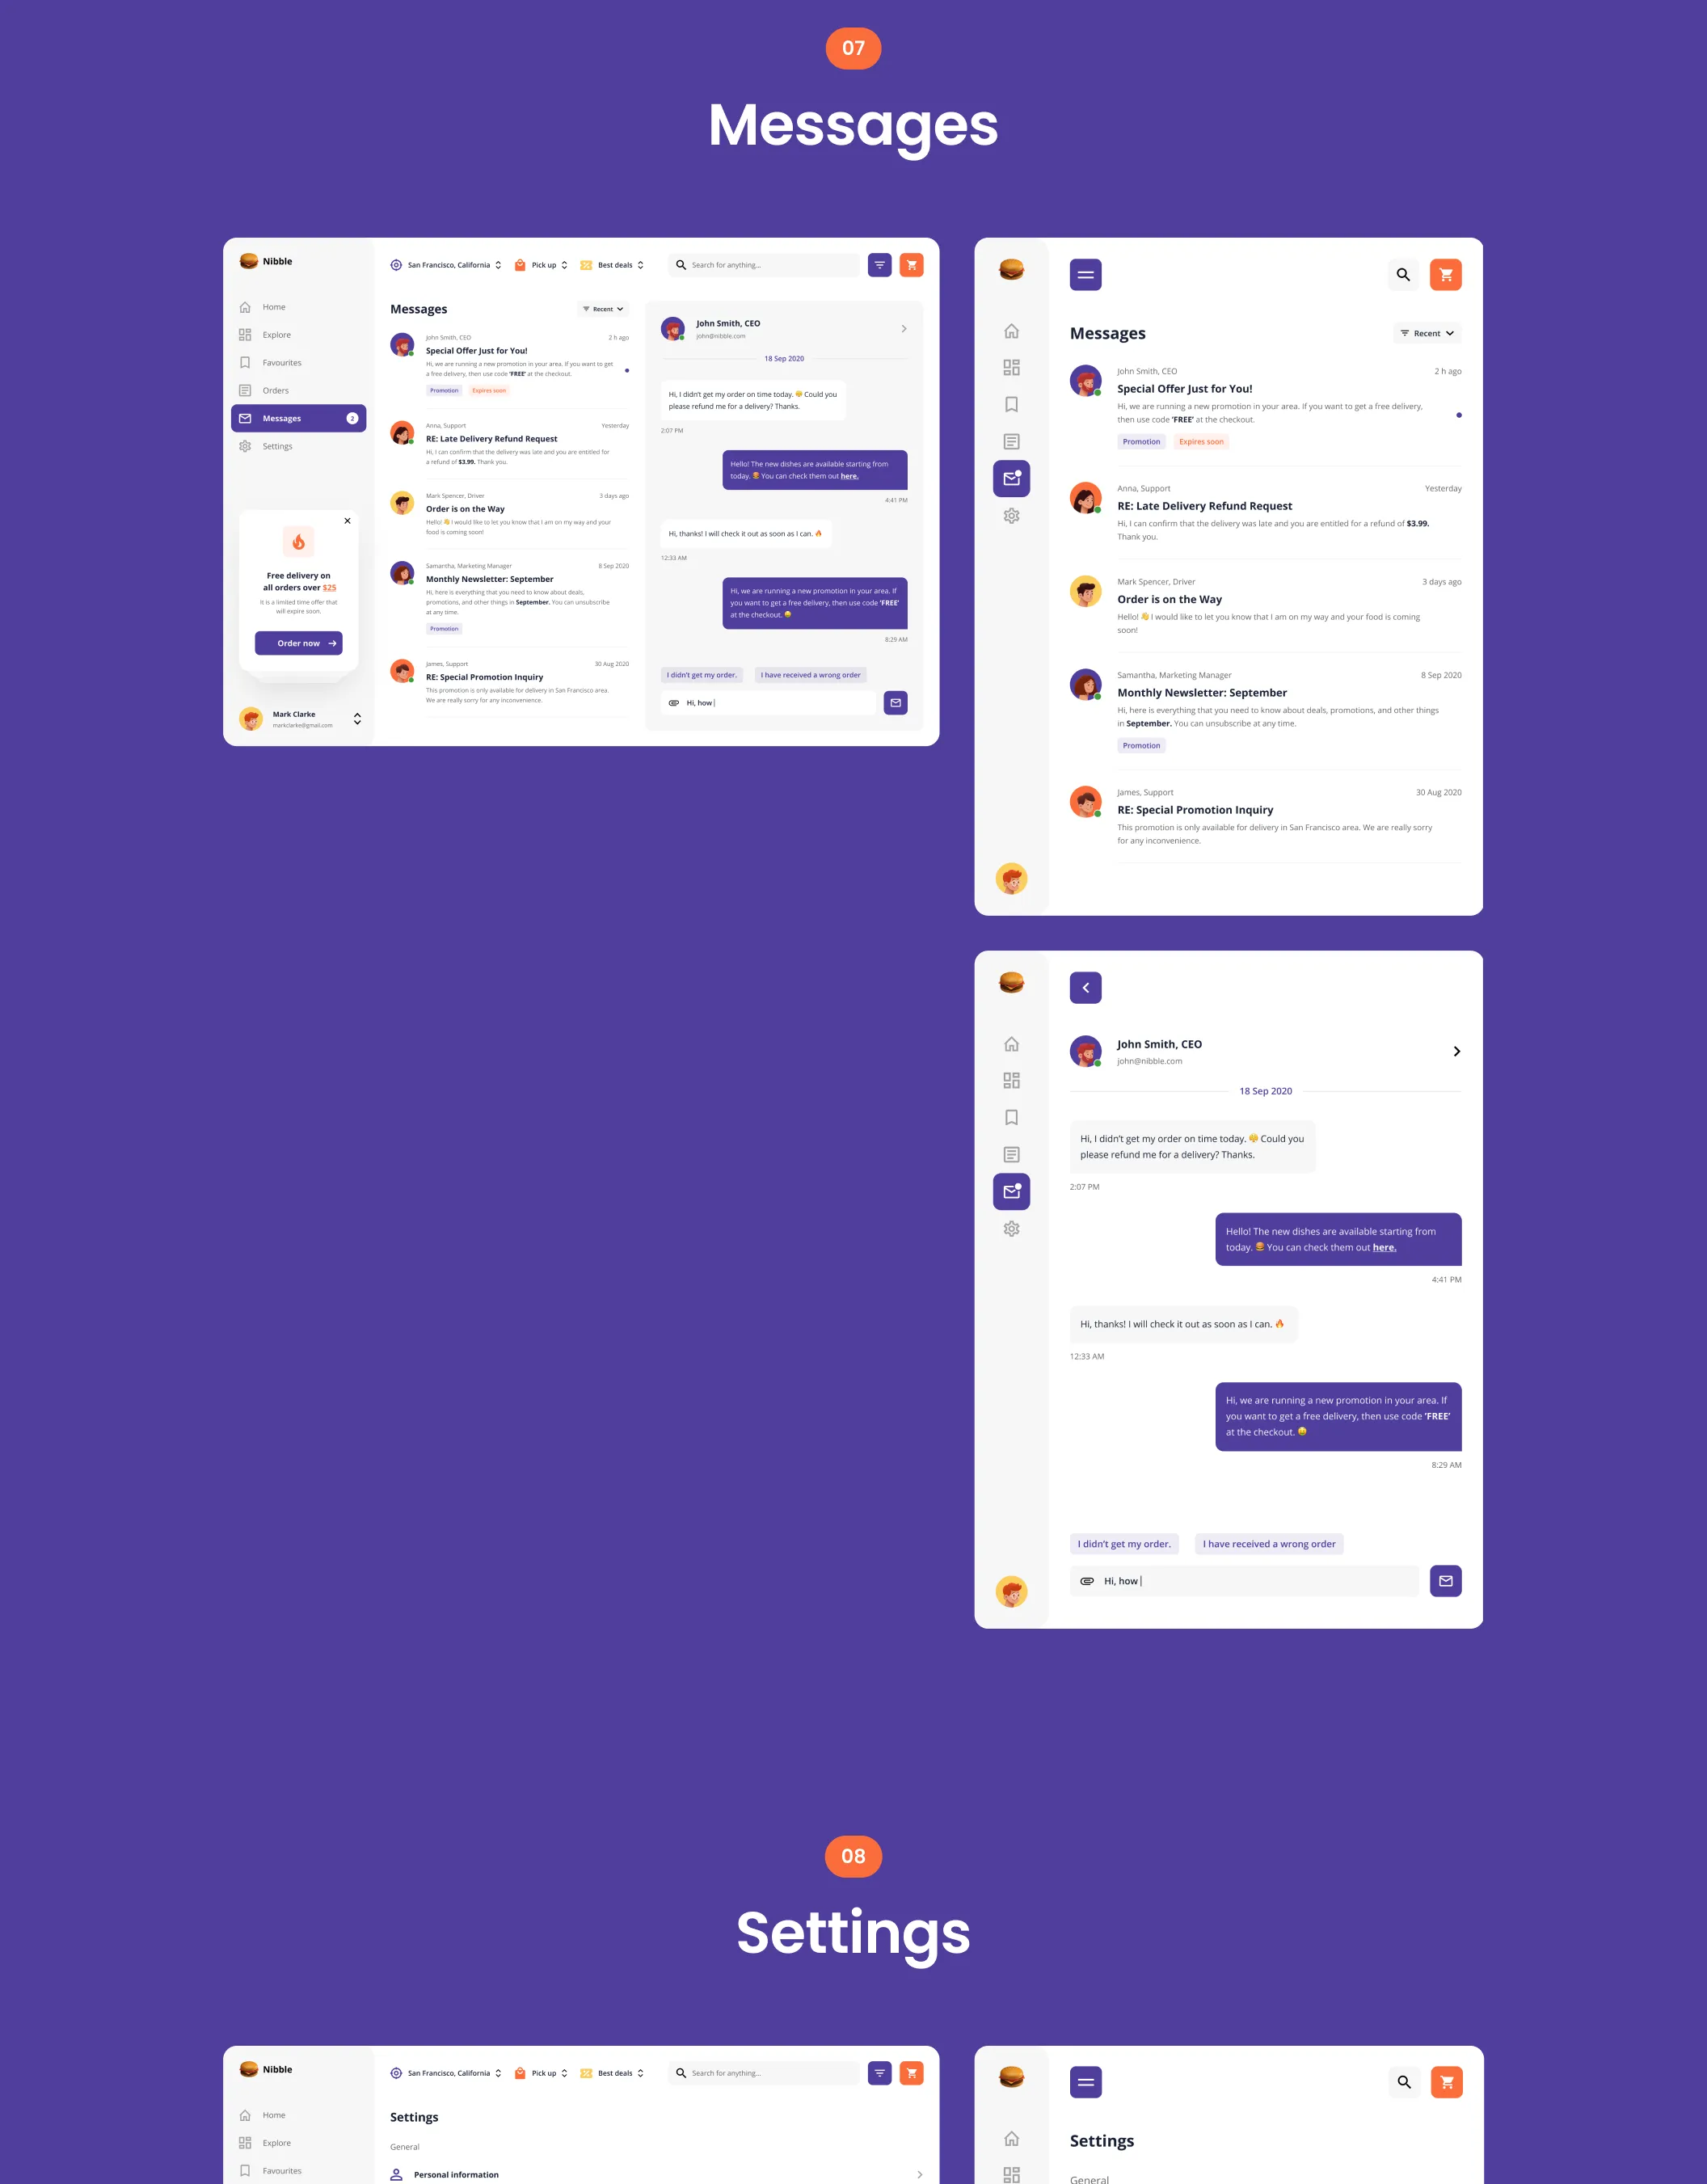 07
Messages
Nibble
Home
Explore
Favourites
Orders
Messages 2
Settings
Free delivery on
all orders over $25
It is a limited time offer that
will expire soon.
Order now
Mark Clarke
markclarke@gmail.com
San Francisco, California Pick up Best deals Search for anything...
Messages Recent
John Smith, CEO 2 h ago
Special Offer Just for You!
Hi, we are running a new promotion in your area. If you want to get
a free delivery, then use code 'FREE' at the checkout.
Promotion Expires soon
Anna, Support Yesterday
RE: Late Delivery Refund Request
Hi, I can confirm that the delivery was late and you are entitled for
a refund of $3.99. Thank you.
Mark Spencer, Driver 3 days ago
Order is on the Way
Hello! 👋 I would like to let you know that I am on my way and your
food is coming soon!
Samantha, Marketing Manager 8 Sep 2020
Monthly Newsletter: September
Hi, here is everything that you need to know about deals,
promotions, and other things in September. You can unsubscribe
at any time.
Promotion
James, Support 30 Aug 2020
RE: Special Promotion Inquiry
This promotion is only available for delivery in San Francisco area.
We are really sorry for any inconvenience.
John Smith, CEO
john@nibble.com
18 Sep 2020
Hi, I didn't get my order on time today. 😤 Could you
please refund me for a delivery? Thanks.
2:07 PM
Hello! The new dishes are available starting from
today. 🍔 You can check them out here.
4:41 PM
Hi, thanks! I will check it out as soon as I can. 🔥
12:33 AM
Hi, we are running a new promotion in your area. If
you want to get a free delivery, then use code 'FREE'
at the checkout. 😄
8:29 AM
I didn't get my order. I have received a wrong order
Hi, how
Messages Recent
John Smith, CEO 2 h ago
Special Offer Just for You!
Hi, we are running a new promotion in your area. If you want to get a free delivery,
then use code 'FREE' at the checkout.
Promotion Expires soon
Anna, Support Yesterday
RE: Late Delivery Refund Request
Hi, I can confirm that the delivery was late and you are entitled for a refund of $3.99.
Thank you.
Mark Spencer, Driver 3 days ago
Order is on the Way
Hello! 👋 I would like to let you know that I am on my way and your food is coming
soon!
Samantha, Marketing Manager 8 Sep 2020
Monthly Newsletter: September
Hi, here is everything that you need to know about deals, promotions, and other things
in September. You can unsubscribe at any time.
Promotion
James, Support 30 Aug 2020
RE: Special Promotion Inquiry
This promotion is only available for delivery in San Francisco area. We are really sorry
for any inconvenience.
John Smith, CEO
john@nibble.com
18 Sep 2020
Hi, I didn't get my order on time today. 😤 Could you
please refund me for a delivery? Thanks.
2:07 PM
Hello! The new dishes are available starting from
today. 🍔 You can check them out here.
4:41 PM
Hi, thanks! I will check it out as soon as I can. 🔥
12:33 AM
Hi, we are running a new promotion in your area. If
you want to get a free delivery, then use code 'FREE'
at the checkout. 😄
8:29 AM
I didn't get my order. I have received a wrong order
Hi, how
08
Settings
Nibble
Home
Explore
Favourites
San Francisco, California Pick up Best deals Search for anything...
Settings
General
Personal information
Settings
General